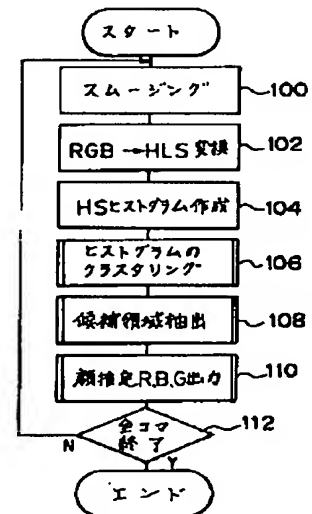 スタート
スムージング 100
RGB→HLS変換 102
HSヒストグラム作成 104
ヒストグラムの
クラスタリング 106
候補領域抽出 108
顔推定R,B,G出力 110
全コマ 112
終了
N
Y
エンド